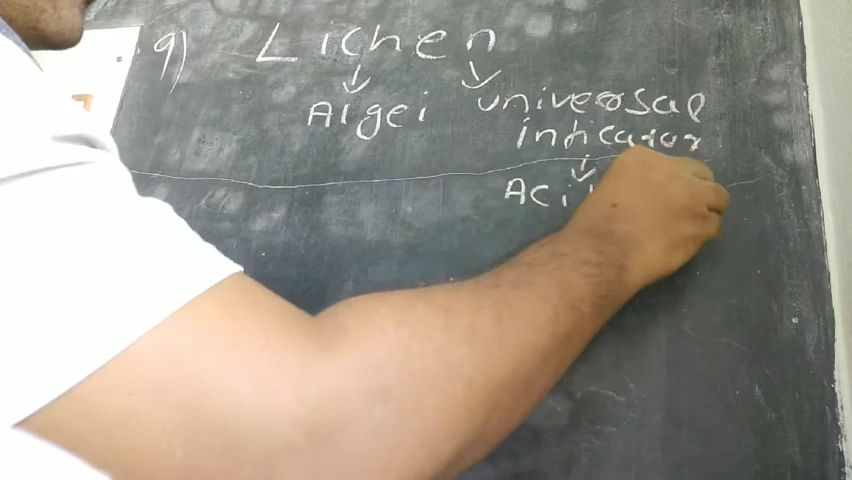 9) Lichen
Algei universal
indicator
Aci